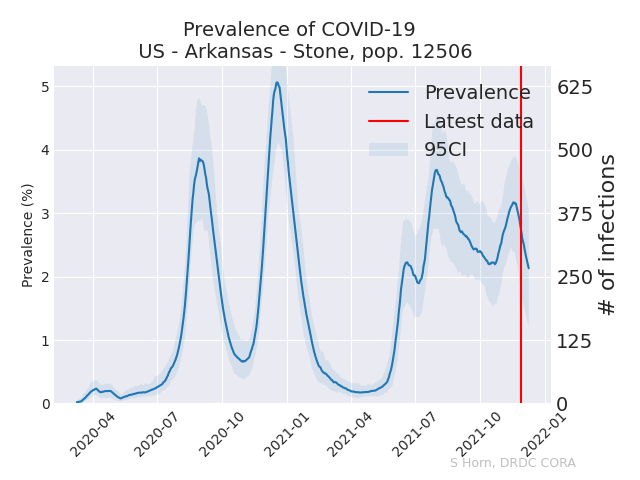 Prevalence of COVID-19
US - Arkansas - Stone, pop. 12506
Prevalence (%)
5
4
3
2
1
0
Prevalence
Latest data
95CI
625
500
375
250
125
0
# of infections
2020-04
2020-07
2020-10
2021-01
2021-04
2021-07
2021-10
2022-01
S Horn, DRDC CORA